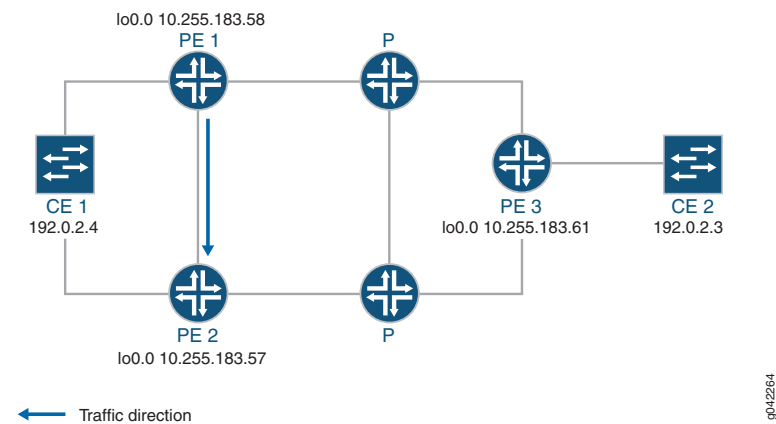 lo0.0 10.255.183.58
PE 1
P
CE 1
192.0.2.4
PE 3
lo0.0 10.255.183.61
CE 2
192.0.2.3
PE 2
lo0.0 10.255.183.57
P
Traffic direction
g042264